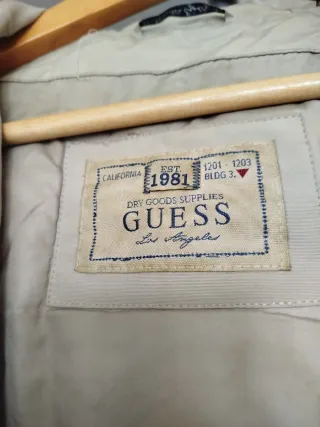 CALIFORNIA
EST.
1981
1201 - 1203
BLDG 3.
DRY GOODS SUPPLIES
GUESS
Los Angeles